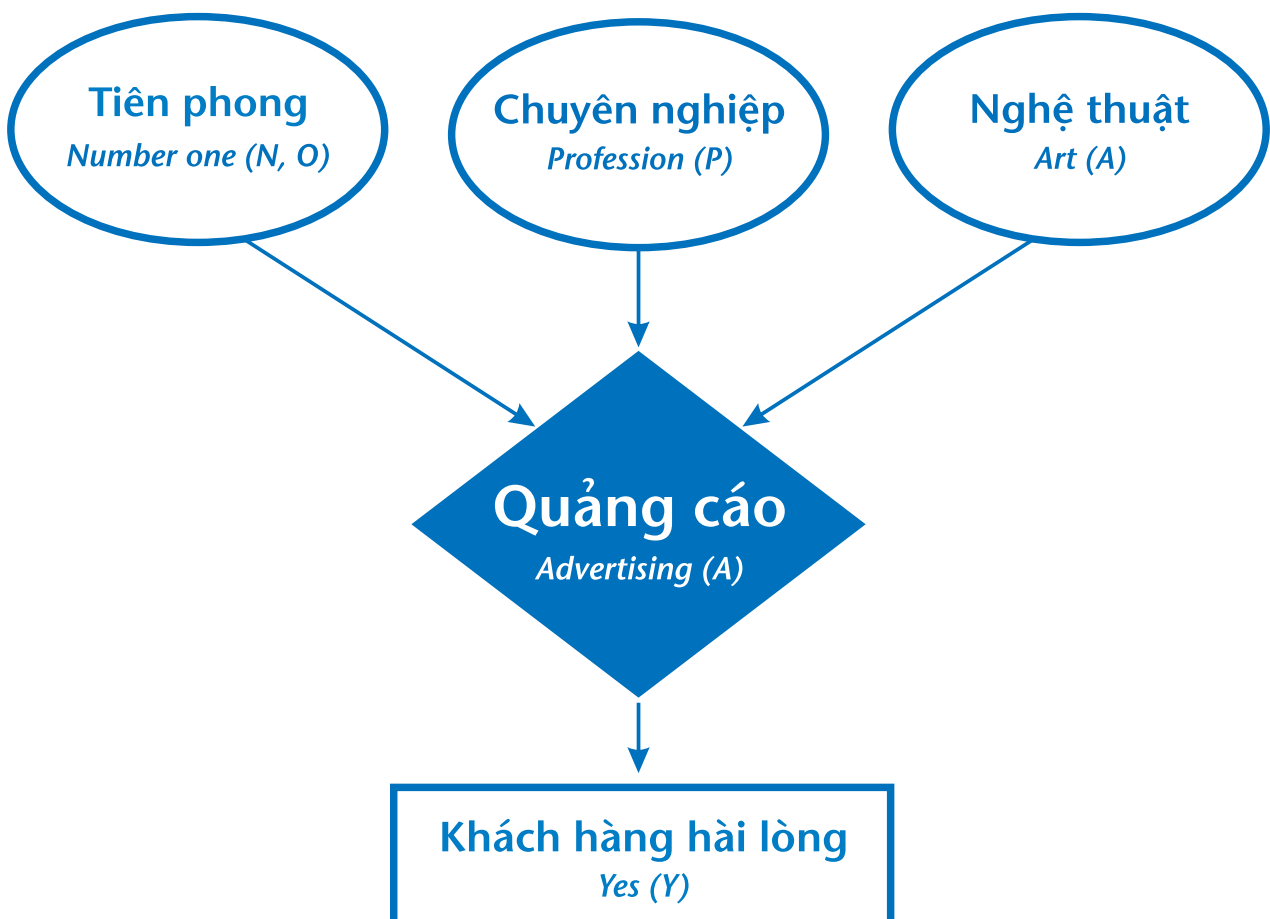 Tiên phong
Number one (N, O)
Chuyên nghiệp
Profession (P)
Nghệ thuật
Art (A)
Quảng cáo
Advertising (A)
Khách hàng hài lòng
Yes (Y)